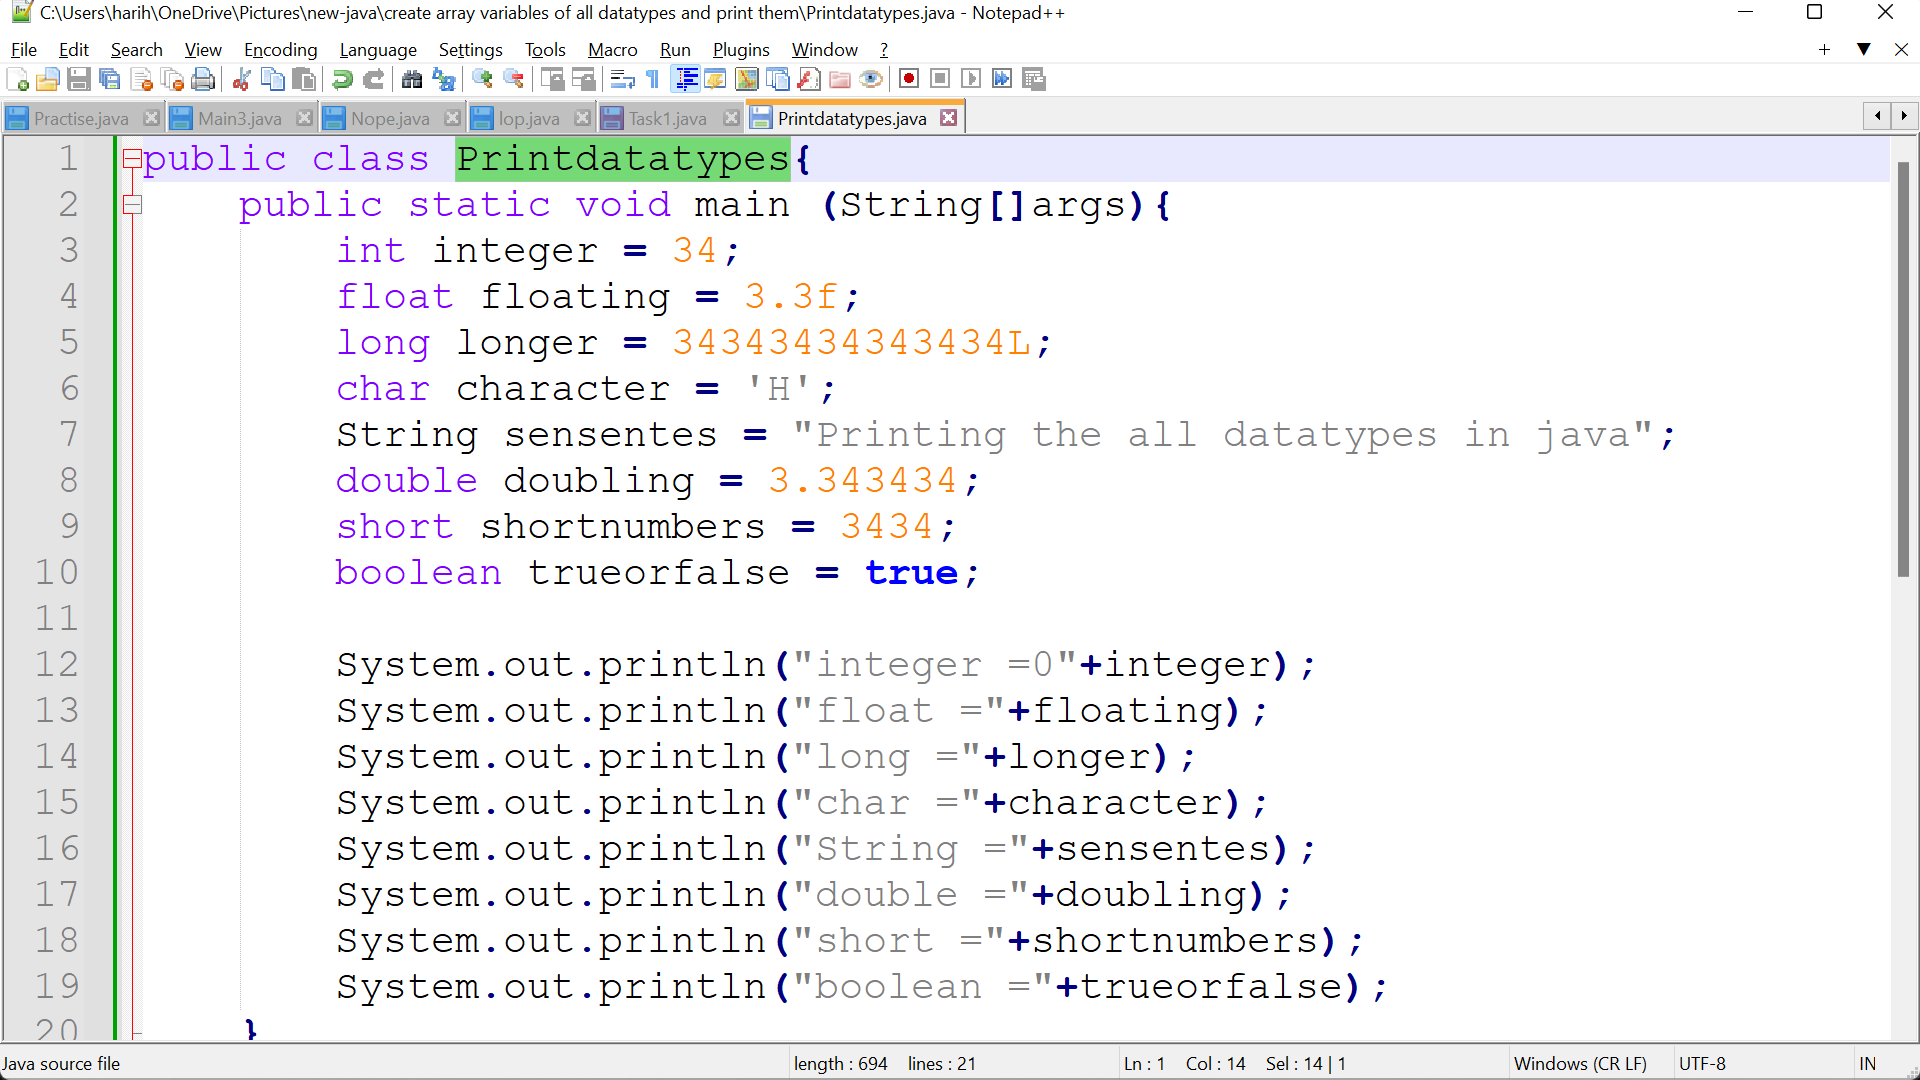 C:\Users\harih\OneDrive\Pictures\new-java\create array variables of all datatypes and print them\Printdatatypes.java - Notepad++
File Edit Search View Encoding Language Settings Tools Macro Run Plugins Window ?
Practise.java Main3.java Nope.java lop.java Task1.java Printdatatypes.java
1 public class Printdatatypes{
2 public static void main (String[]args){
3 int integer = 34;
4 float floating = 3.3f;
5 long longer = 34343434343434L;
6 char character = 'H';
7 String sensentes = "Printing the all datatypes in java";
8 double doubling = 3.343434;
9 short shortnumbers = 3434;
10 boolean trueorfalse = true;
11
12 System.out.println("integer =0"+integer);
13 System.out.println("float ="+floating);
14 System.out.println("long ="+longer);
15 System.out.println("char ="+character);
16 System.out.println("String ="+sensentes);
17 System.out.println("double ="+doubling);
18 System.out.println("short ="+shortnumbers);
19 System.out.println("boolean ="+trueorfalse);
20 }
Java source file length : 694 lines : 21 Ln : 1 Col : 14 Sel : 14 | 1 Windows (CR LF) UTF-8 IN